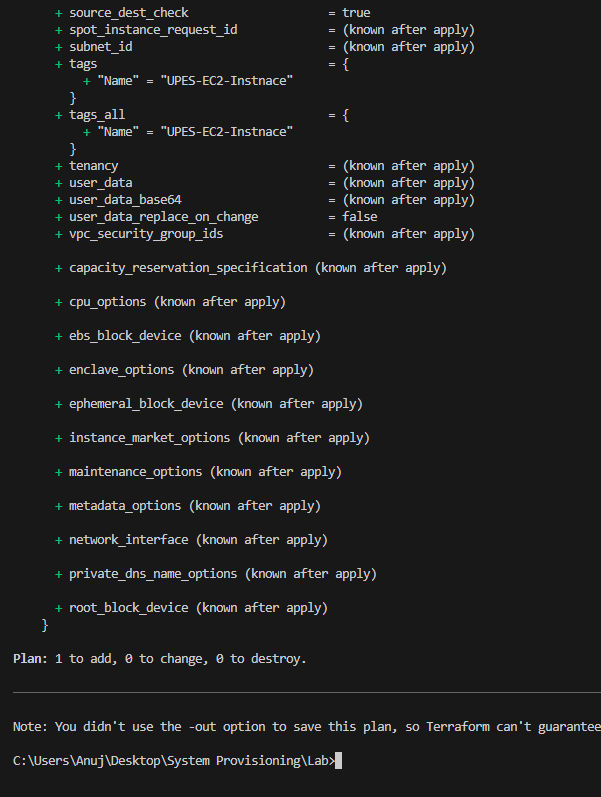 + source_dest_check = true
+ spot_instance_request_id = (known after apply)
+ subnet_id = (known after apply)
+ tags = {
+ "Name" = "UPES-EC2-Instnace"
}
+ tags_all = {
+ "Name" = "UPES-EC2-Instnace"
}
+ tenancy = (known after apply)
+ user_data = (known after apply)
+ user_data_base64 = (known after apply)
+ user_data_replace_on_change = false
+ vpc_security_group_ids = (known after apply)
+ capacity_reservation_specification (known after apply)
+ cpu_options (known after apply)
+ ebs_block_device (known after apply)
+ enclave_options (known after apply)
+ ephemeral_block_device (known after apply)
+ instance_market_options (known after apply)
+ maintenance_options (known after apply)
+ metadata_options (known after apply)
+ network_interface (known after apply)
+ private_dns_name_options (known after apply)
+ root_block_device (known after apply)
}
Plan: 1 to add, 0 to change, 0 to destroy.
Note: You didn't use the -out option to save this plan, so Terraform can't guarantee
C:\Users\Anuj\Desktop\System Provisioning\Lab>